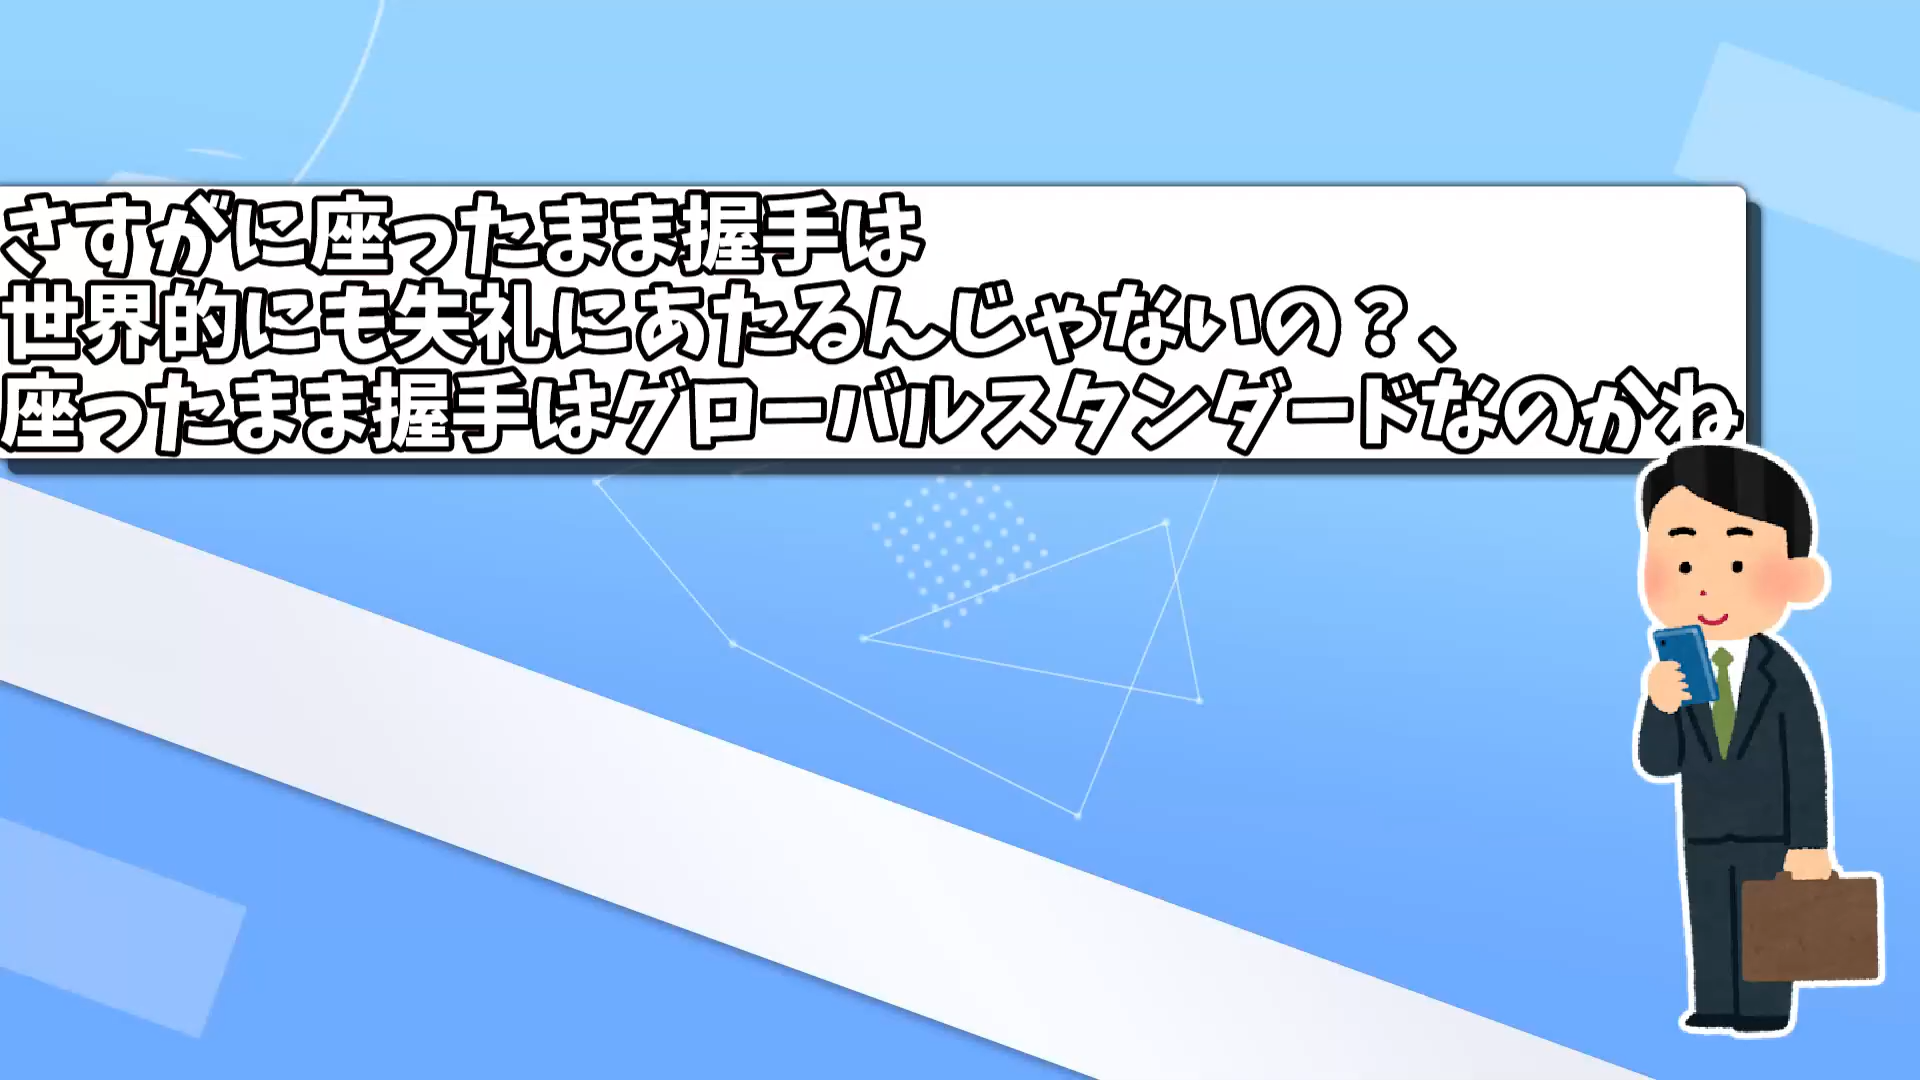 さすがに座ったまま握手は
世界的にも失礼にあたるんじゃないの？、
座ったまま握手はグローバルスタンダードなのかね